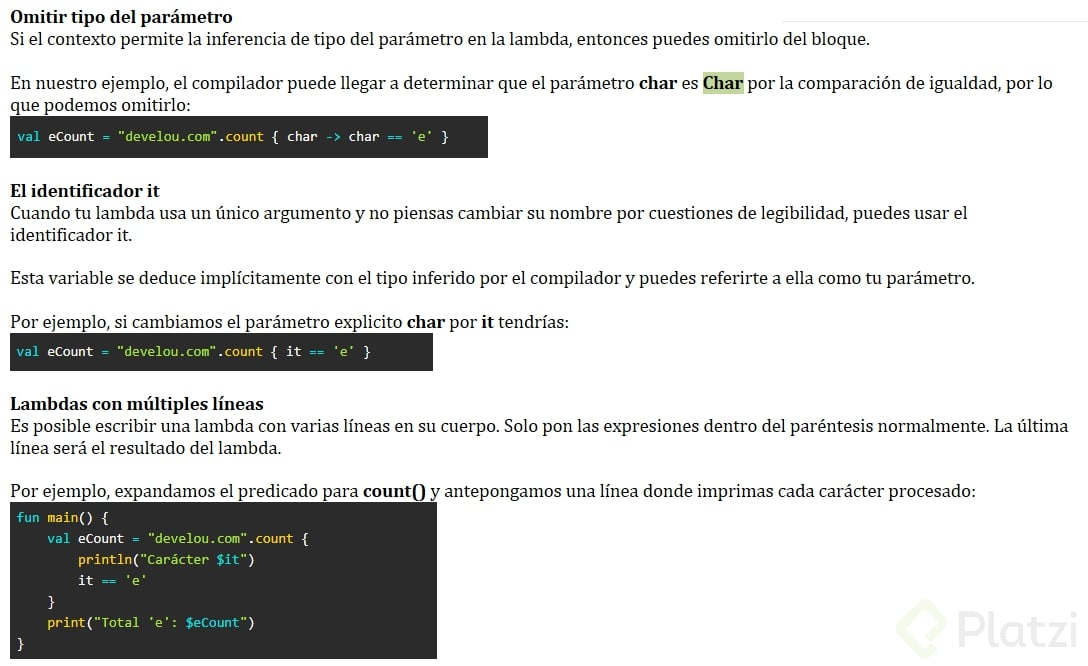 Omitir tipo del parámetro
Si el contexto permite la inferencia de tipo del parámetro en la lambda, entonces puedes omitirlo del bloque.
En nuestro ejemplo, el compilador puede llegar a determinar que el parámetro char es Char por la comparación de igualdad, por lo
que podemos omitirlo:
val eCount = "develou.com".count { char -> char == 'e' }
El identificador it
Cuando tu lambda usa un único argumento y no piensas cambiar su nombre por cuestiones de legibilidad, puedes usar el
identificador it.
Esta variable se deduce implícitamente con el tipo inferido por el compilador y puedes referirte a ella como tu parámetro.
Por ejemplo, si cambiamos el parámetro explicito char por it tendrías:
val eCount = "develou.com".count { it == 'e' }
Lambdas con múltiples líneas
Es posible escribir una lambda con varias líneas en su cuerpo. Solo pon las expresiones dentro del paréntesis normalmente. La última
línea será el resultado del lambda.
Por ejemplo, expandamos el predicado para count() y antepongamos una línea donde imprimas cada carácter procesado:
fun main() {
    val eCount = "develou.com".count {
        println("Carácter $it")
        it == 'e'
    }
    print("Total 'e': $eCount")
}
Platzi